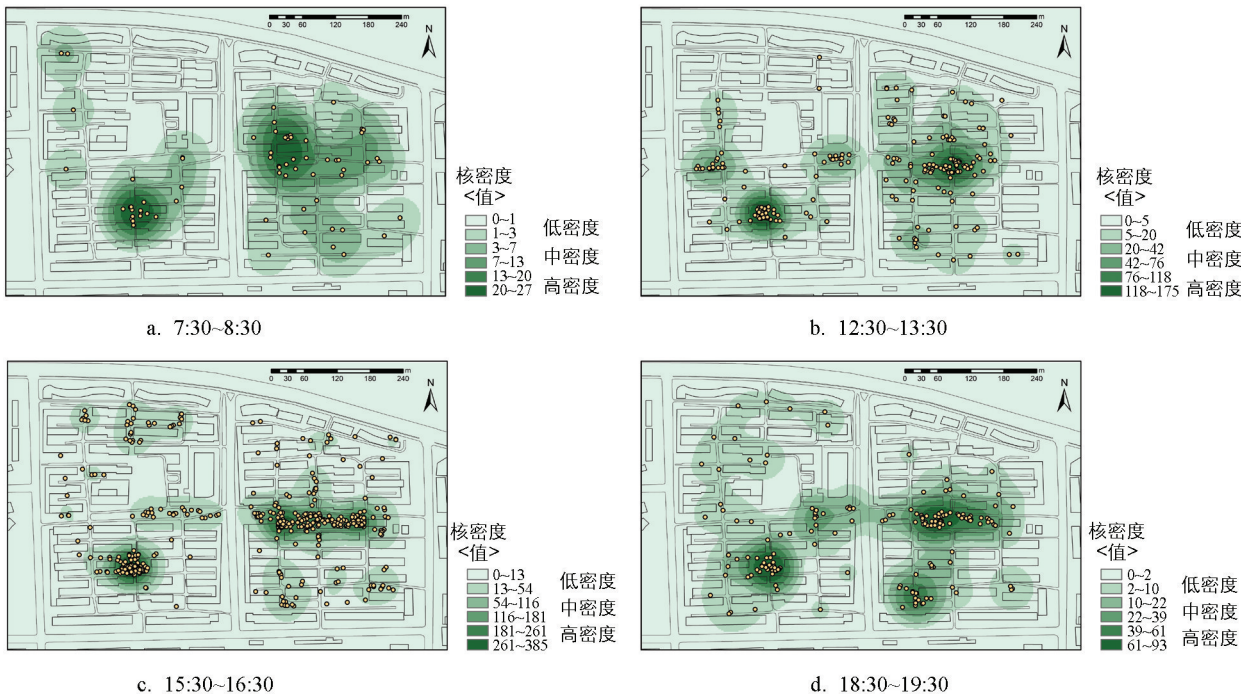 0 30 60 120 180 240 m
N
核密度
<值>
0~1
1~3
3~7
7~13
13~20
20~27
低密度
中密度
高密度
a. 7:30~8:30
0 30 60 120 180 240 m
N
核密度
<值>
0~5
5~20
20~42
42~76
76~118
118~175
低密度
中密度
高密度
b. 12:30~13:30
0 30 60 120 180 240 m
N
核密度
<值>
0~13
13~54
54~116
116~181
181~261
261~385
低密度
中密度
高密度
c. 15:30~16:30
0 30 60 120 180 240 m
N
核密度
<值>
0~2
2~10
10~22
22~39
39~61
61~93
低密度
中密度
高密度
d. 18:30~19:30